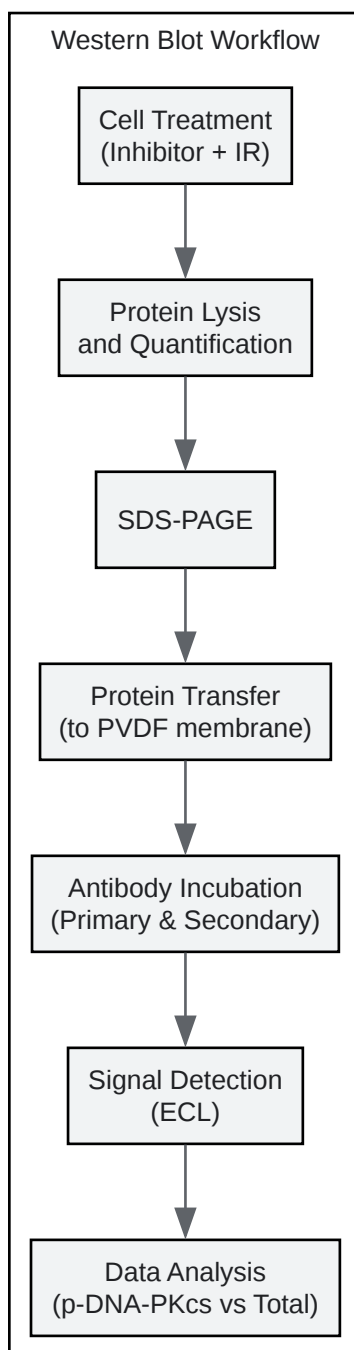 Western Blot Workflow
Cell Treatment
(Inhibitor + IR)
Protein Lysis
and Quantification
SDS-PAGE
Protein Transfer
(to PVDF membrane)
Antibody Incubation
(Primary & Secondary)
Signal Detection
(ECL)
Data Analysis
(p-DNA-PKcs vs Total)